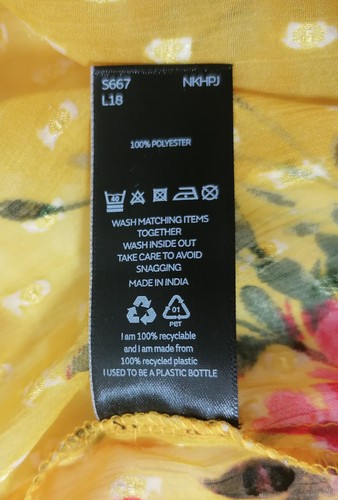 S667 NKHPJ
L18
100% POLYESTER
40
WASH MATCHING ITEMS
TOGETHER
WASH INSIDE OUT
TAKE CARE TO AVOID
SNAGGING
MADE IN INDIA
01
PET
I am 100% recyclable
and I am made from
100% recycled plastic
I USED TO BE A PLASTIC BOTTLE